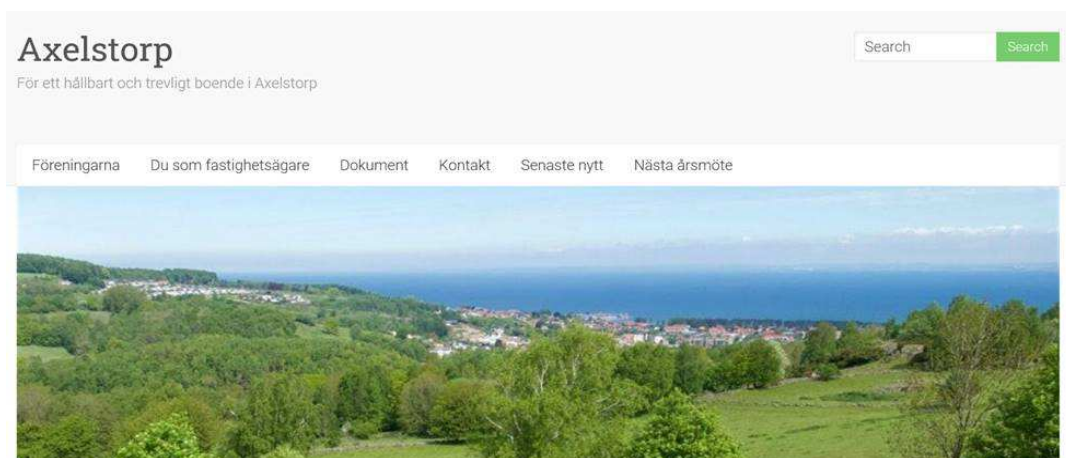 Axelstorp
För ett hållbart och trevligt boende i Axelstorp
Search Search
Föreningarna Du som fastighetsägare Dokument Kontakt Senaste nytt Nästa årsmöte